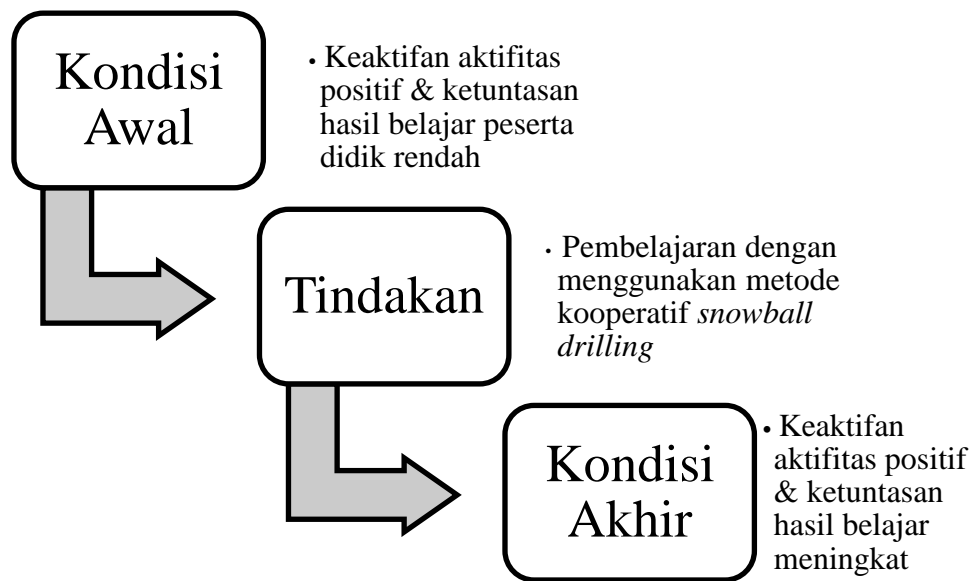 Kondisi
Awal
• Keaktifan aktifitas
positif & ketuntasan
hasil belajar peserta
didik rendah
Tindakan
• Pembelajaran dengan
menggunakan metode
kooperatif snowball
drilling
Kondisi
Akhir
• Keaktifan
aktifitas positif
& ketuntasan
hasil belajar
meningkat